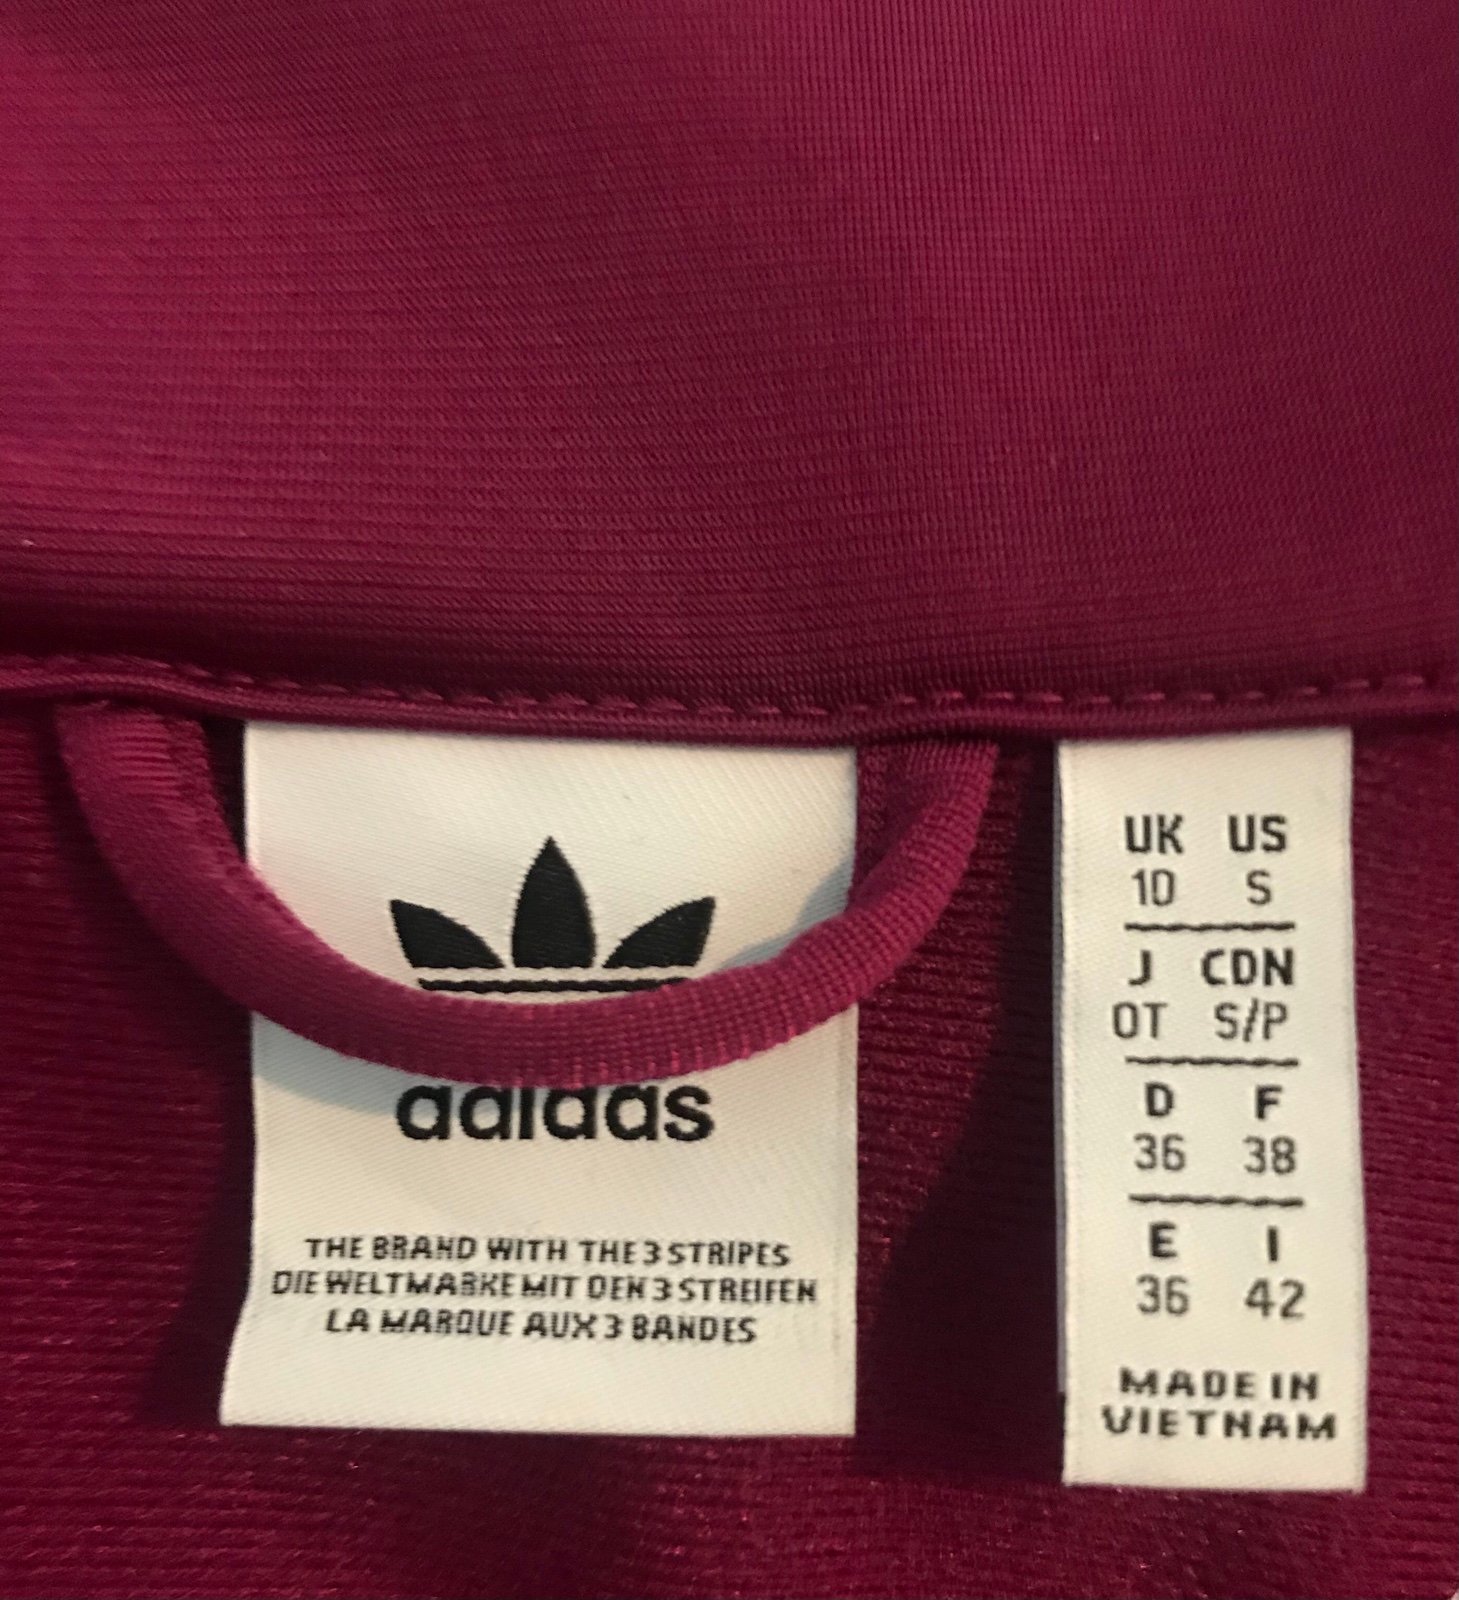 adidas
THE BRAND WITH THE 3 STRIPES
DIE WELTMARKE MIT DEN 3 STREIFEN
LA MARQUE AUX 3 BANDES
UK US
10 S
J CDN
OT S/P
D F
36 38
E I
36 42
MADE IN
VIETNAM